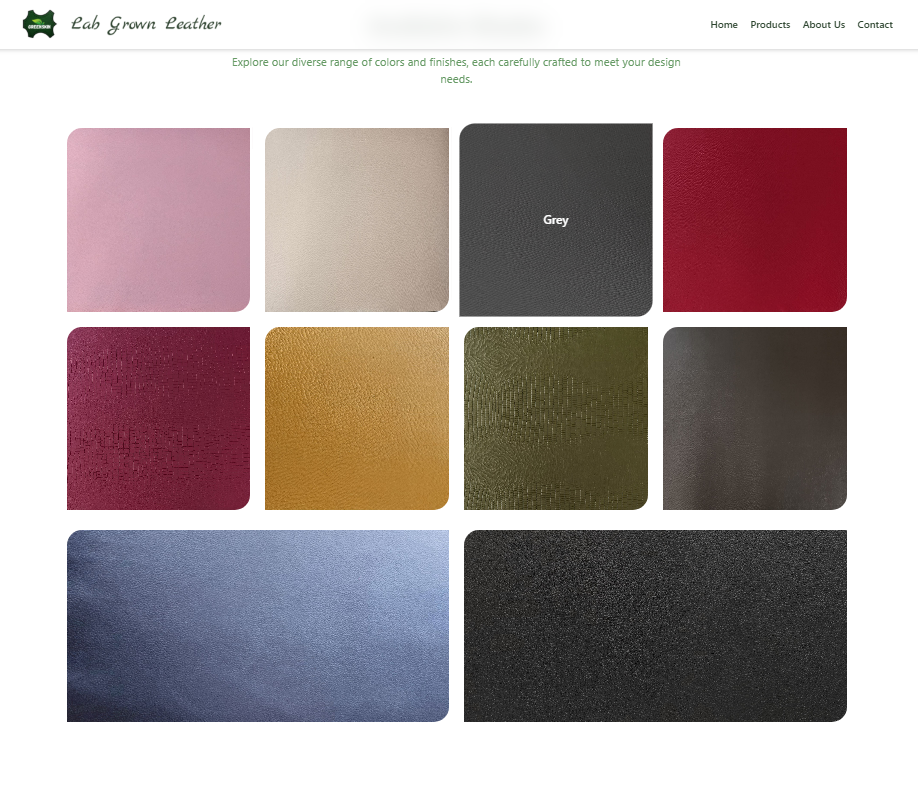 GREENSKIN
Lab Grown Leather
Home Products About Us Contact
Explore our diverse range of colors and finishes, each carefully crafted to meet your design
needs.
Grey